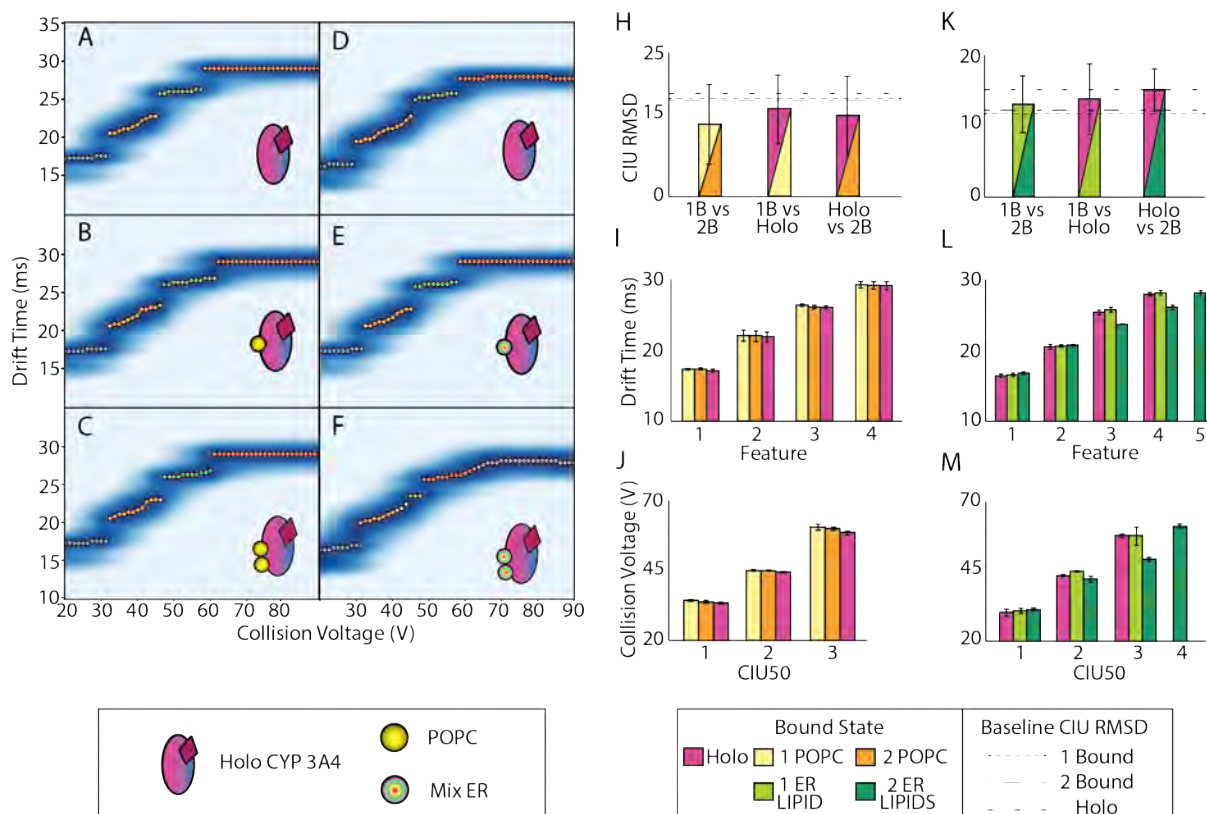 A
D
35
30
25
20
15
B
E
30
25
20
15
C
F
30
25
20
15
10
Drift Time (ms)
20 30 40 50 60 70 80
20 30 40 50 60 70 80 90
Collision Voltage (V)
H
25
15
0
CIU RMSD
1B vs 2B
1B vs Holo
Holo vs 2B
K
20
10
0
1B vs 2B
1B vs Holo
Holo vs 2B
I
30
20
10
Drift Time (ms)
1 2 3 4
Feature
L
30
20
10
1 2 3 4 5
Feature
J
70
45
20
Collision Voltage (V)
1 2 3
CIU50
M
70
45
20
1 2 3 4
CIU50
Holo CYP 3A4
POPC
Mix ER
Bound State
Holo
1 POPC
2 POPC
1 ER
LIPID
2 ER
LIPIDS
Baseline CIU RMSD
1 Bound
2 Bound
Holo